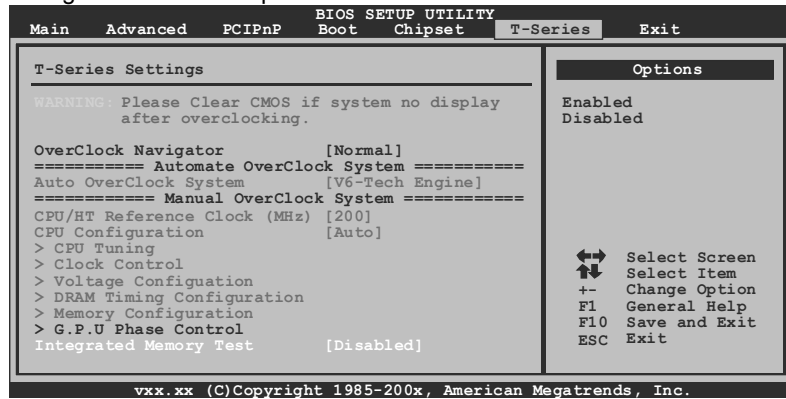 BIOS SETUP UTILITY
Main Advanced PCIPnP Boot Chipset T-Series Exit
T-Series Settings
WARNING: Please Clear CMOS if system no display
after overclocking.
OverClock Navigator [Normal]
=========== Automate OverClock System ===========
Auto OverClock System [V6-Tech Engine]
============ Manual OverClock System ============
CPU/HT Reference Clock (MHz) [200]
CPU Configuration [Auto]
> CPU Tuning
> Clock Control
> Voltage Configuation
> DRAM Timing Configuration
> Memory Configuration
> G.P.U Phase Control
Integrated Memory Test [Disabled]
Options
Enabled
Disabled
Select Screen
Select Item
+- Change Option
F1 General Help
F10 Save and Exit
ESC Exit
vxx.xx (C)Copyright 1985-200x, American Megatrends, Inc.